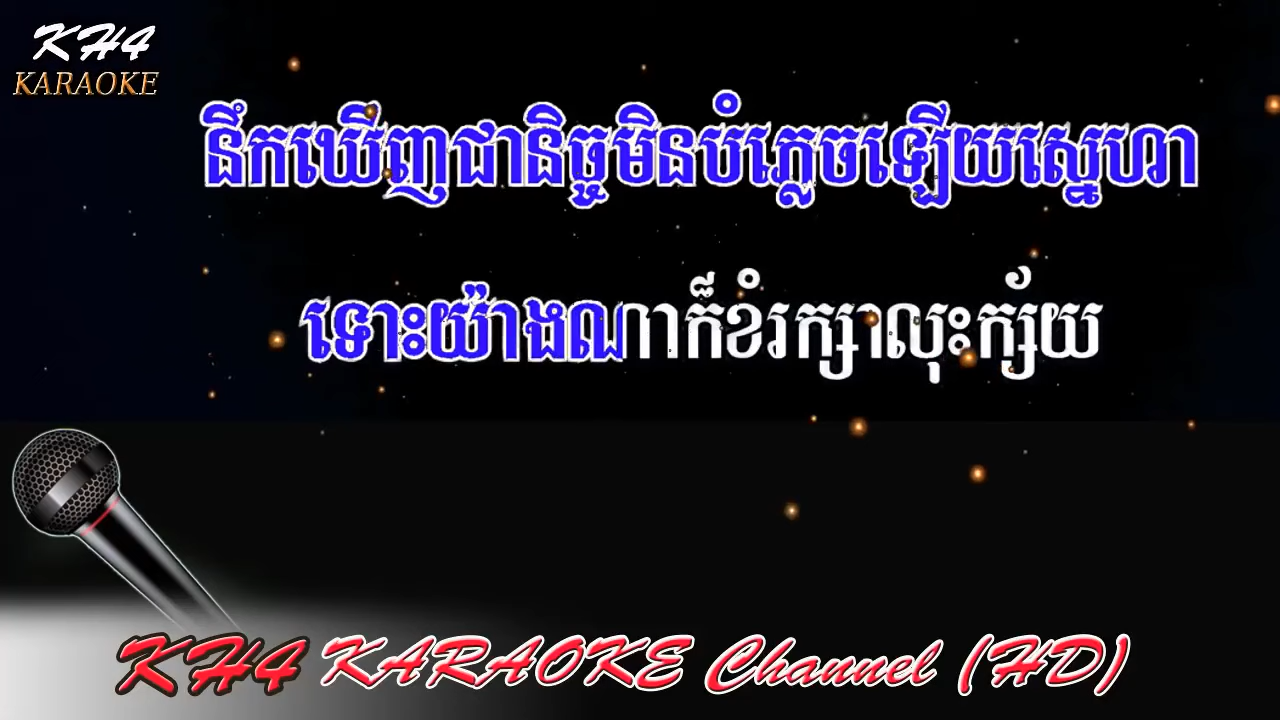 KH4
KARAOKE
នឹកឃើញជានិច្ចមិនបំភ្លេចឡើយស្នេហា
ទោះយ៉ាងណាក៏ខំរក្សាលុះក្ស័យ
KH4 KARAOKE Channel (HD)